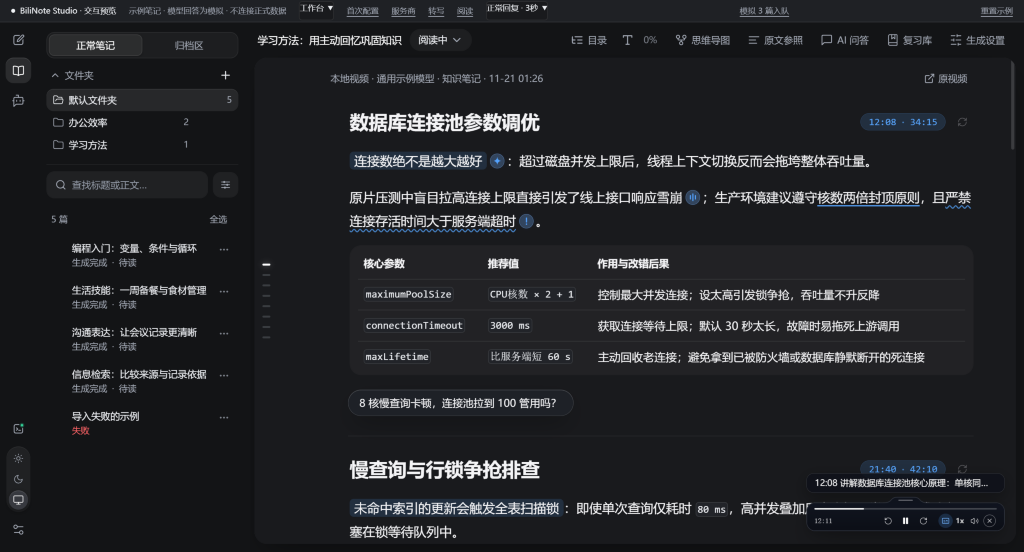 BiliNote Studio · 交互预览 示例笔记 · 模型回答为模拟 · 不连接正式数据 工作台 ▼ 首次配置 服务商 转写 阅读 正常回复 · 3秒 ▼ 模拟 3 篇入队 重置示例
正常笔记 归档区
学习方法：用主动回忆巩固知识 阅读中 目录 0% 思维导图 原文参照 AI 问答 复习库 生成设置
文件夹
默认文件夹 5
办公效率 2
学习方法 1
查找标题或正文...
5 篇 全选
编程入门：变量、条件与循环
生成完成 · 待读
生活技能：一周备餐与食材管理
生成完成 · 待读
沟通表达：让会议记录更清晰
生成完成 · 待读
信息检索：比较来源与记录依据
生成完成 · 待读
导入失败的示例
失败
本地视频 · 通用示例模型 · 知识笔记 · 11-21 01:26 原视频
数据库连接池参数调优 12:08 · 34:15
连接数绝不是越大越好：超过磁盘并发上限后，线程上下文切换反而会拖垮整体吞吐量。
原片压测中盲目拉高连接上限直接引发了线上接口响应雪崩；生产环境建议遵守核数两倍封顶原则，且严禁
连接存活时间大于服务端超时！。
核心参数 推荐值 作用与改错后果
maximumPoolSize CPU核数 × 2 + 1 控制最大并发连接；设太高引发锁争抢，吞吐量不升反降
connectionTimeout 3000 ms 获取连接等待上限；默认 30 秒太长，故障时易拖死上游调用
maxLifetime 比服务端短 60 s 主动回收老连接；避免拿到已被防火墙或数据库静默断开的死连接
8 核慢查询卡顿，连接池拉到 100 管用吗？
慢查询与行锁争抢排查 21:40 · 42:10
未命中索引的更新会触发全表扫描锁：即使单次查询仅耗时 80 ms，高并发叠加
塞在锁等待队列中。
12:08 讲解数据库连接池核心原理：单核同...
12:11 1x